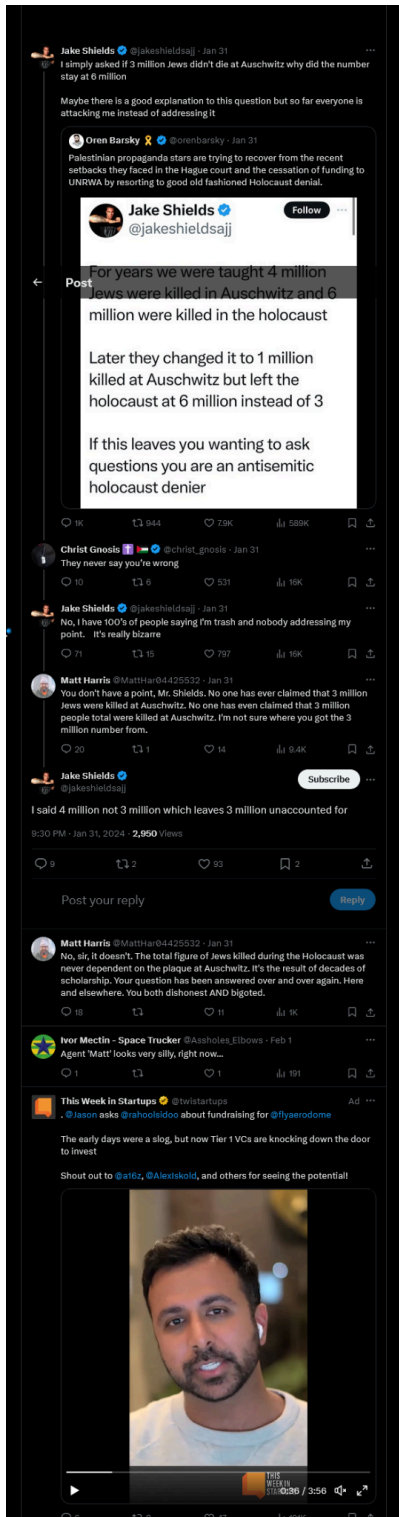 Jake Shields @jakeshieldsajj · Jan 31
I simply asked if 3 million Jews didn't die at Auschwitz why did the number
stay at 6 million
Maybe there is a good explanation to this question but so far everyone is
attacking me instead of addressing it
Oren Barsky @orenbarsky · Jan 31
Palestinian propaganda stars are trying to recover from the recent
setbacks they faced in the Hague court and the cessation of funding to
UNRWA by resorting to good old fashioned Holocaust denial.
Jake Shields
Follow
@jakeshieldsajj
For years we were taught 4 million
Post
Jews were killed in Auschwitz and 6
million were killed in the holocaust
Later they changed it to 1 million
killed at Auschwitz but left the
holocaust at 6 million instead of 3
If this leaves you wanting to ask
questions you are an antisemitic
holocaust denier
1K 944 7.9K 589K
Christ Gnosis @christ_gnosis · Jan 31
They never say you're wrong
10 6 531 16K
Jake Shields @jakeshieldsajj · Jan 31
No, I have 100's of people saying I'm trash and nobody addressing my
point. It's really bizarre
71 15 797 16K
Matt Harris @MattHar04425532 · Jan 31
You don't have a point, Mr. Shields. No one has ever claimed that 3 million
Jews were killed at Auschwitz. No one has even claimed that 3 million
people total were killed at Auschwitz. I'm not sure where you got the 3
million number from.
20 1 14 9.4K
Jake Shields
Subscribe
@jakeshieldsajj
I said 4 million not 3 million which leaves 3 million unaccounted for
9:30 PM · Jan 31, 2024 · 2,950 Views
9 2 93 2
Post your reply
Reply
Matt Harris @MattHar04425532 · Jan 31
No, sir, it doesn't. The total figure of Jews killed during the Holocaust was
never dependent on the plaque at Auschwitz. It's the result of decades of
scholarship. Your question has been answered over and over again. Here
and elsewhere. You both dishonest AND bigoted.
18 11 1K
Ivor Mectin - Space Trucker @Assholes_Elbows · Feb 1
Agent 'Matt' looks very silly, right now...
1 1 191
This Week in Startups @twistartups Ad
. @Jason asks @rahoolsidoo about fundraising for @flyaerodome
The early days were a slog, but now Tier 1 VCs are knocking down the door
to invest
Shout out to @a16z, @AlexIskold, and others for seeing the potential!
THIS
WEEK IN
0:36 / 3:56